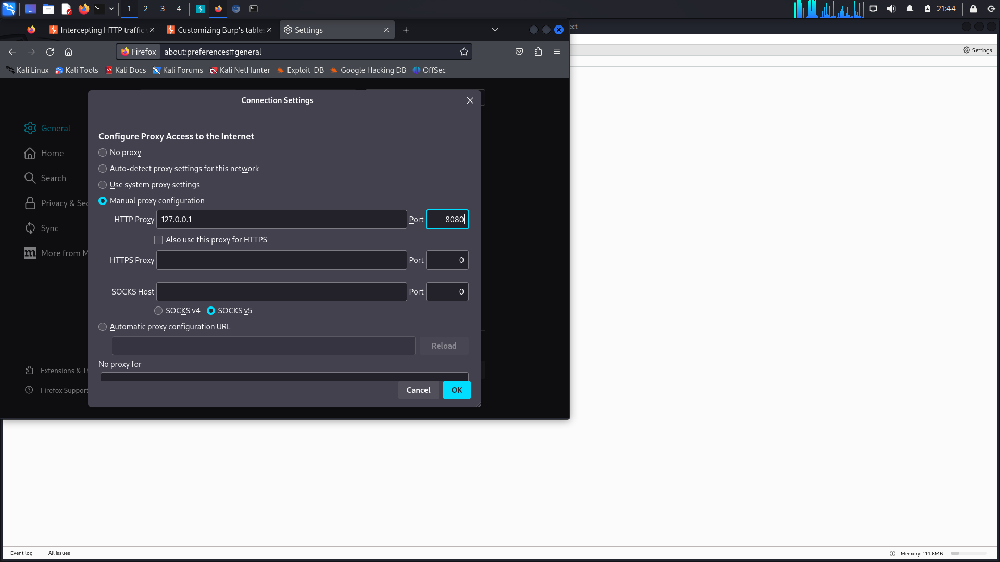 1 2 3 4 21:44
Intercepting HTTP traffic Customizing Burp's tables Settings ect
Firefox about:preferences#general Settings
Kali Linux Kali Tools Kali Docs Kali Forums Kali NetHunter Exploit-DB Google Hacking DB OffSec
Connection Settings
General
Home
Search
Privacy & Sec
Sync
More from M
Extensions & Th
Firefox Support
Configure Proxy Access to the Internet
No proxy
Auto-detect proxy settings for this network
Use system proxy settings
Manual proxy configuration
HTTP Proxy 127.0.0.1 Port 8080
Also use this proxy for HTTPS
HTTPS Proxy Port 0
SOCKS Host Port 0
SOCKS v4 SOCKS v5
Automatic proxy configuration URL
Reload
No proxy for
Cancel OK
Event log All issues Memory: 114.6MB